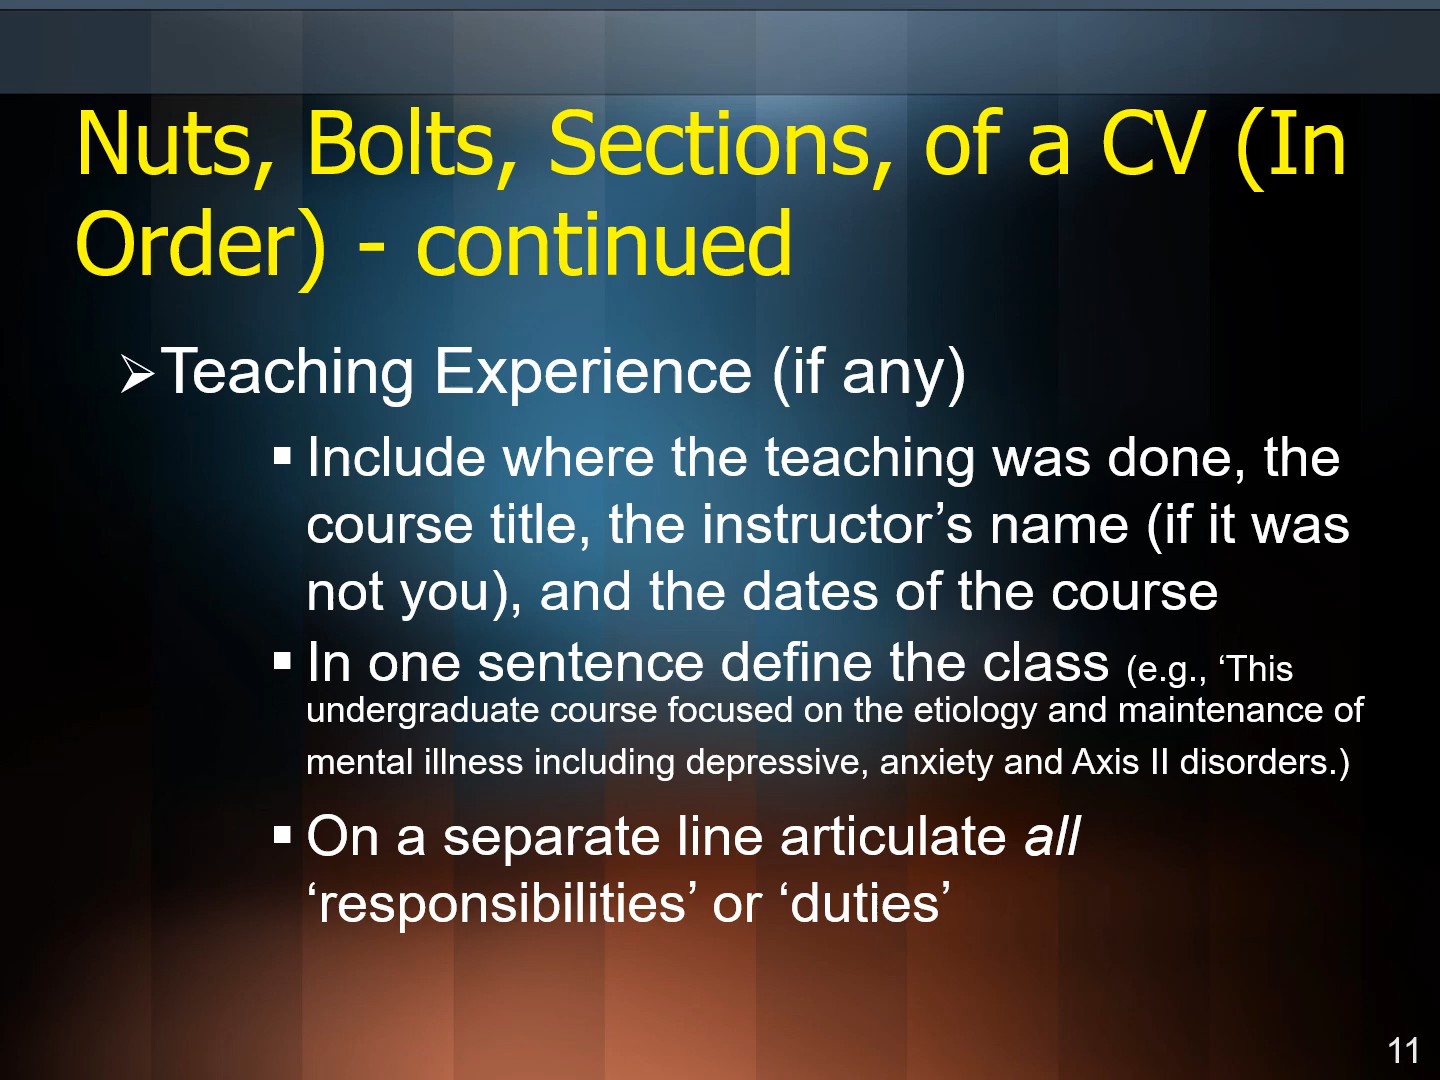 Nuts, Bolts, Sections, of a CV (In
Order) - continued
Teaching Experience (if any)
Include where the teaching was done, the
course title, the instructor’s name (if it was
not you), and the dates of the course
In one sentence define the class (e.g., ‘This
undergraduate course focused on the etiology and maintenance of
mental illness including depressive, anxiety and Axis II disorders.)
On a separate line articulate all
‘responsibilities’ or ‘duties’
11